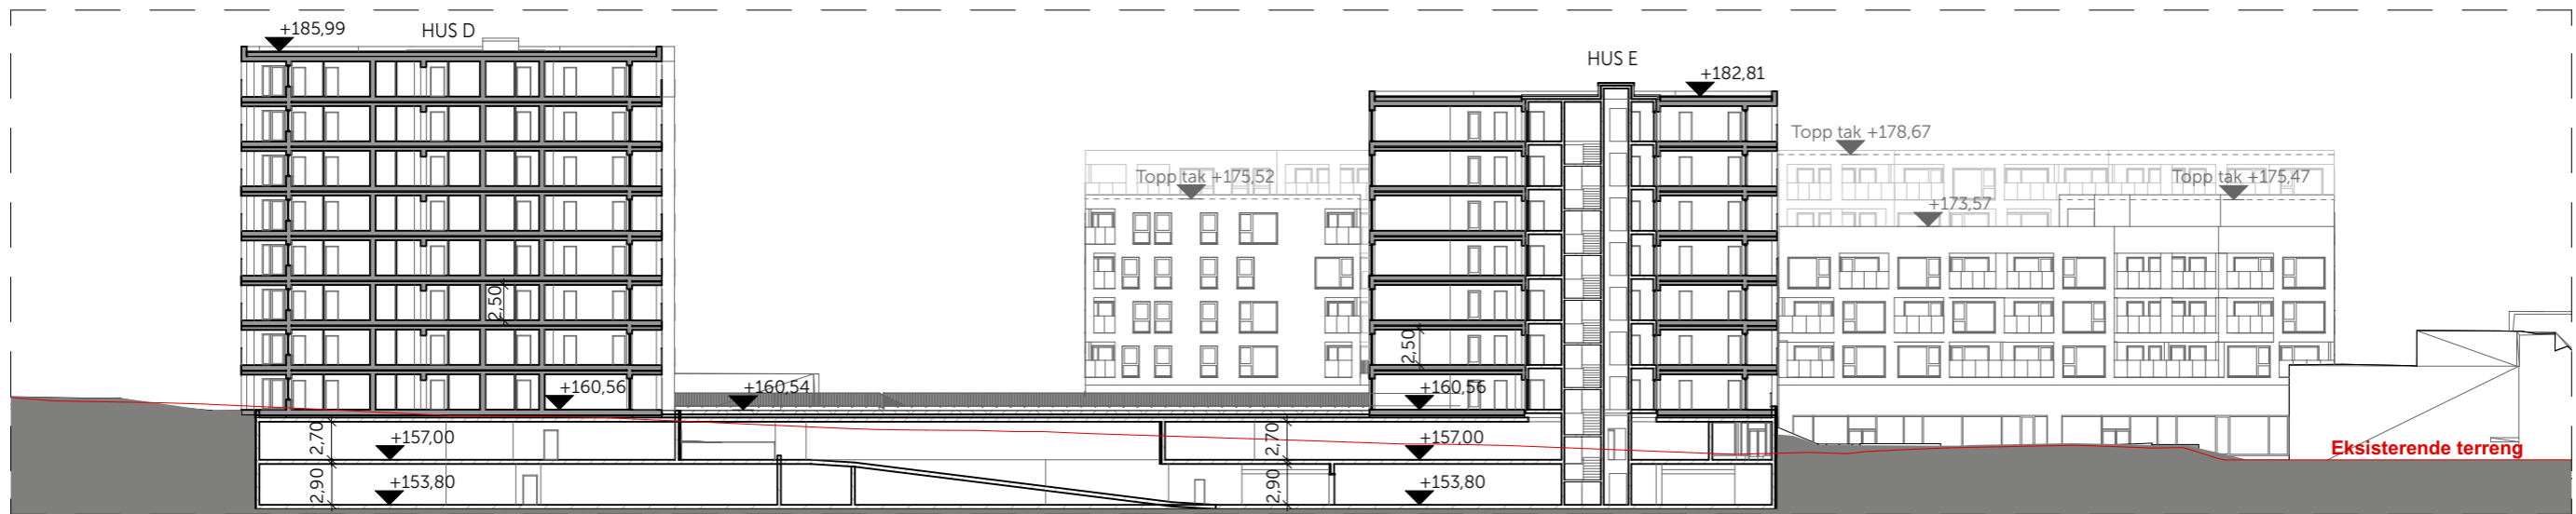 +185,99
HUS D
HUS E
+182,81
Topp tak +178,67
Topp tak +175,52
Topp tak +175,47
+173,57
2,50
2,50
+160,56
+160,54
+160,56
2,70
+157,00
2,70
+157,00
Eksisterende terreng
2,90
+153,80
2,90
+153,80